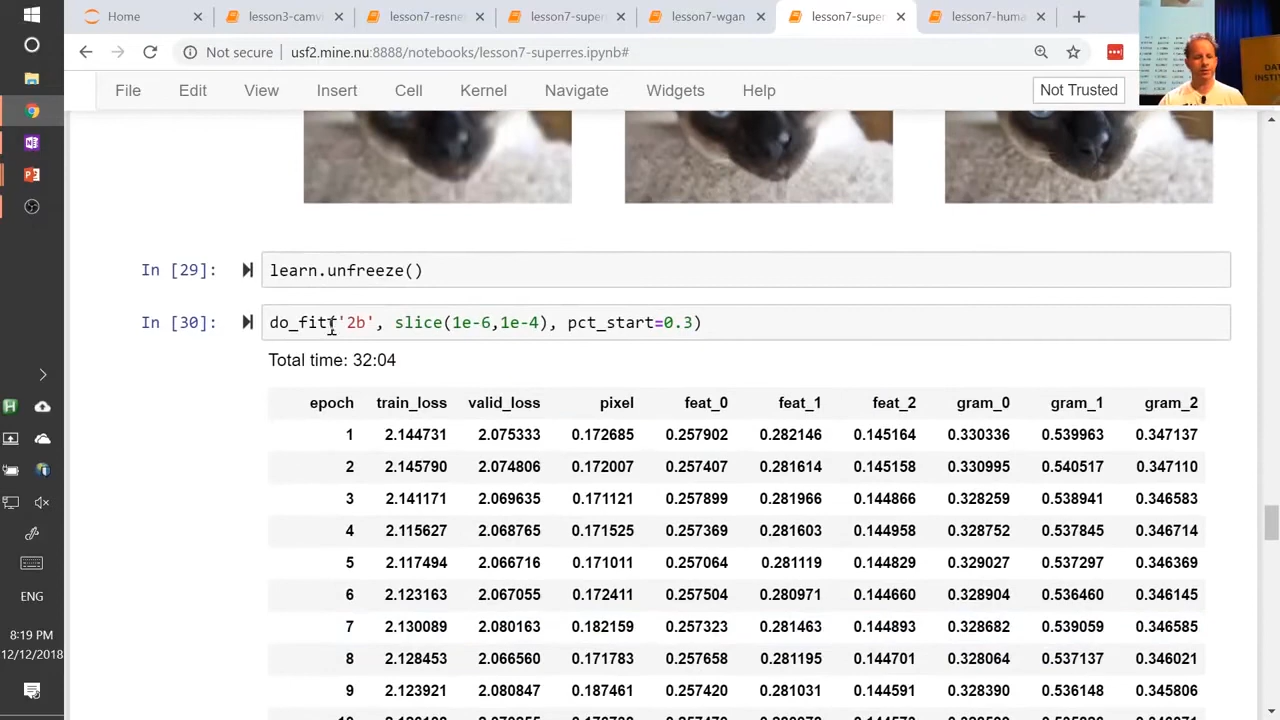 Home
lesson3-camvi
lesson7-resne
lesson7-super
lesson7-wgan
lesson7-super
lesson7-huma
Not secure
usf2.mine.nu:8888/noteb
lesson7-superres.ipynb#
File Edit View Insert Cell Kernel Navigate Widgets Help
Not Trusted
DAT
INSTIT
In [29]: learn.unfreeze()
In [30]: do_fit('2b', slice(1e-6,1e-4), pct_start=0.3)
Total time: 32:04
epoch train_loss valid_loss pixel feat_0 feat_1 feat_2 gram_0 gram_1 gram_2
1 2.144731 2.075333 0.172685 0.257902 0.282146 0.145164 0.330336 0.539963 0.347137
2 2.145790 2.074806 0.172007 0.257407 0.281614 0.145158 0.330995 0.540517 0.347110
3 2.141171 2.069635 0.171121 0.257899 0.281966 0.144866 0.328259 0.538941 0.346583
4 2.115627 2.068765 0.171525 0.257369 0.281603 0.144958 0.328752 0.537845 0.346714
5 2.117494 2.066716 0.171011 0.257064 0.281119 0.144829 0.329027 0.537297 0.346369
6 2.123163 2.067055 0.172411 0.257504 0.280971 0.144660 0.328904 0.536460 0.346145
7 2.130089 2.080163 0.182159 0.257323 0.281463 0.144893 0.328682 0.539059 0.346585
8 2.128453 2.066560 0.171783 0.257658 0.281195 0.144701 0.328064 0.537137 0.346021
9 2.123921 2.080847 0.187461 0.257420 0.281031 0.144591 0.328390 0.536148 0.345806
ENG
8:19 PM
12/12/2018